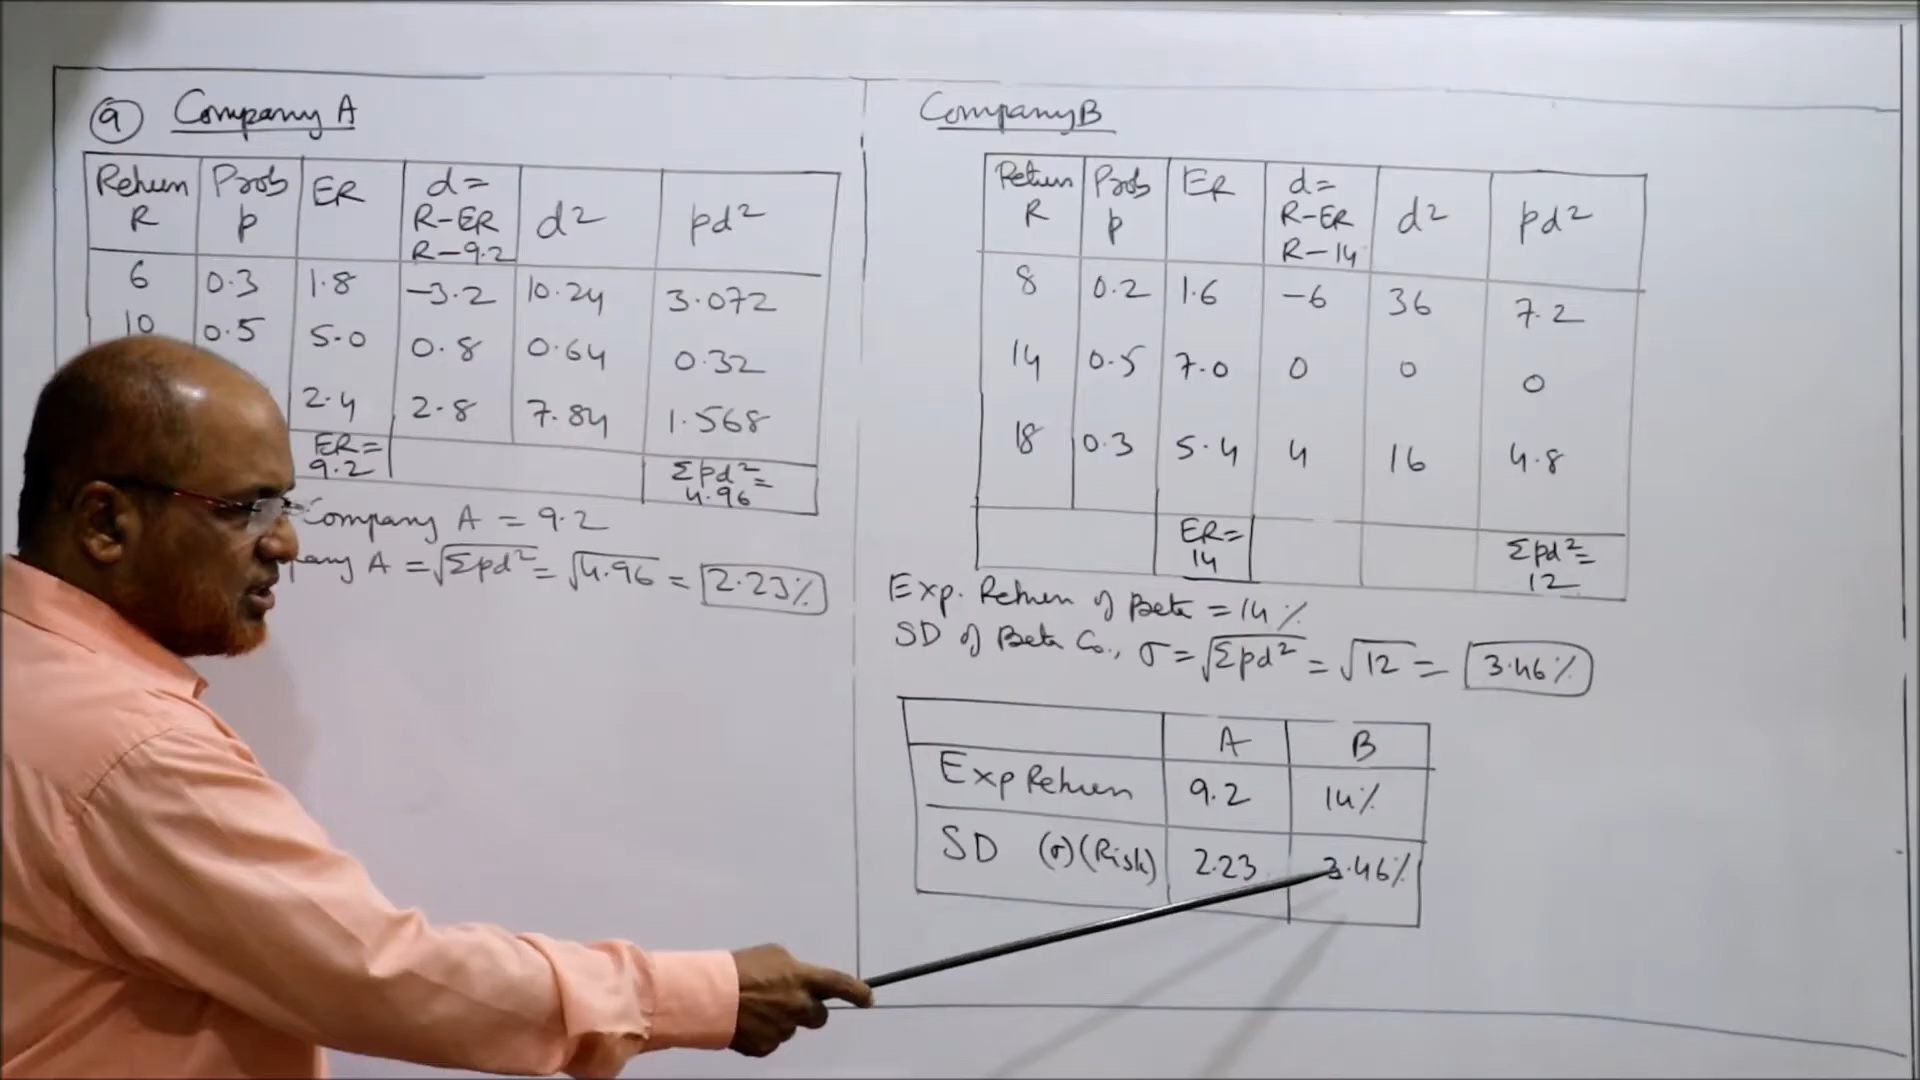 a Company A
Return R Prob p ER d= R-ER R-9.2 d2 pd2
6 0.3 1.8 -3.2 10.24 3.072
10 0.5 5.0 0.8 0.64 0.32
2.4 2.8 7.84 1.568
ER= 9.2 Σpd2= 4.96
Company A = 9.2
pany A = √Σpd2 = √4.96 = 2.23%
Company B
Return R Prob p ER d= R-ER R-14 d2 pd2
8 0.2 1.6 -6 36 7.2
14 0.5 7.0 0 0 0
18 0.3 5.4 4 16 4.8
ER= 14 Σpd2= 12
Exp. Return of Beta = 14%
SD of Beta Co., σ = √Σpd2 = √12 = 3.46%
A B
Exp Return 9.2 14%
SD (σ) (Risk) 2.23 3.46%